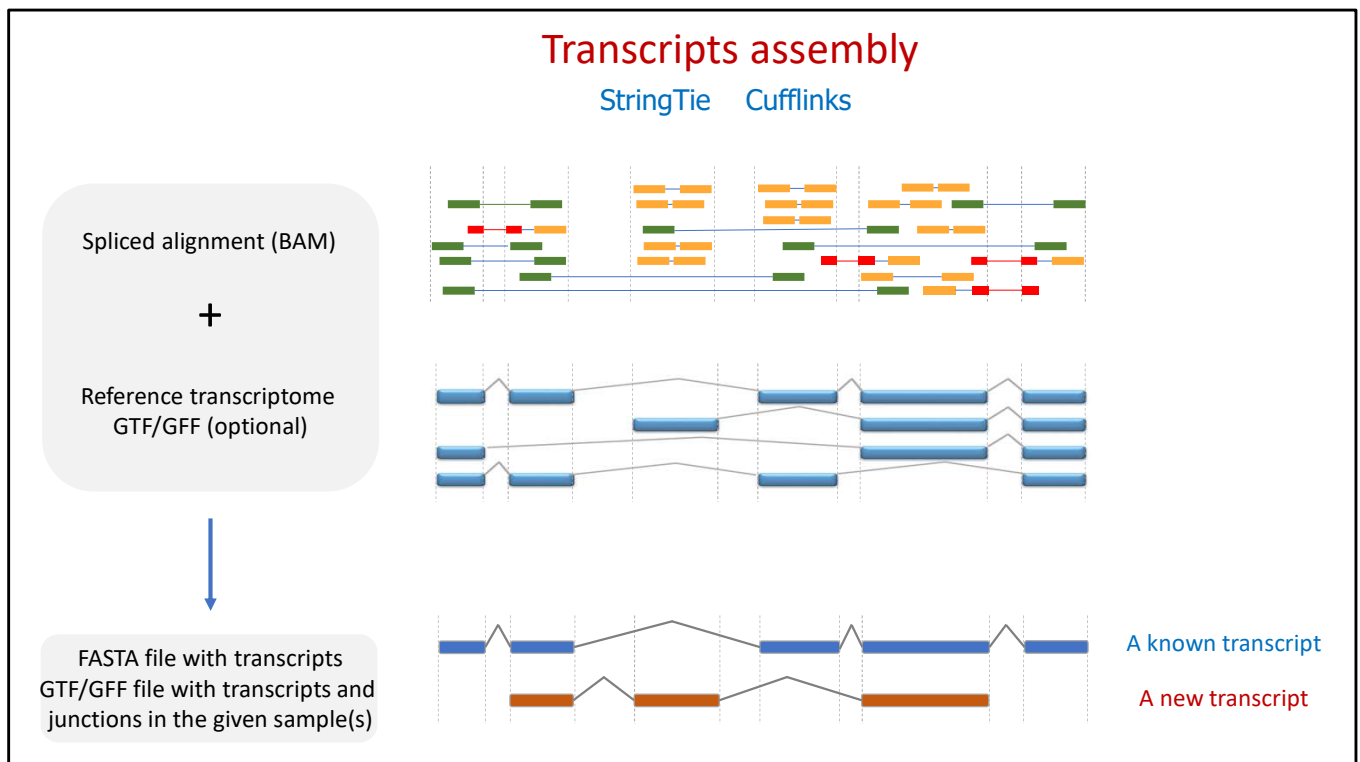 Transcripts assembly
StringTie Cufflinks
Spliced alignment (BAM)
+
Reference transcriptome
GTF/GFF (optional)
FASTA file with transcripts
GTF/GFF file with transcripts and
junctions in the given sample(s)
A known transcript
A new transcript